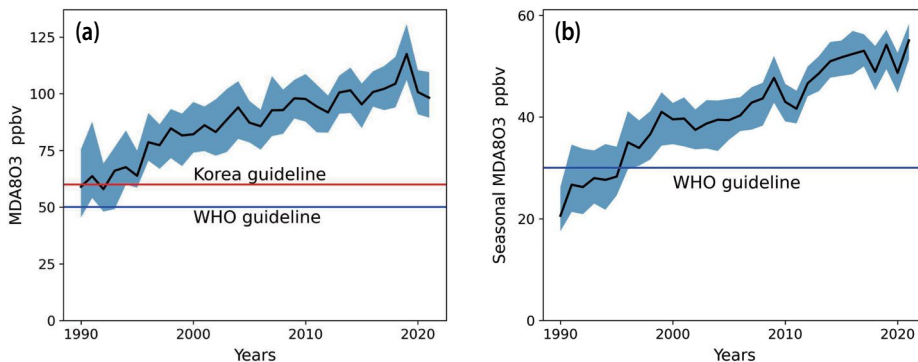 (a)
MDA8O3 ppbv
125
100
75
50
25
0
Korea guideline
WHO guideline
1990
2000
2010
2020
Years
(b)
Seasonal MDA8O3 ppbv
60
40
20
0
WHO guideline
1990
2000
2010
2020
Years